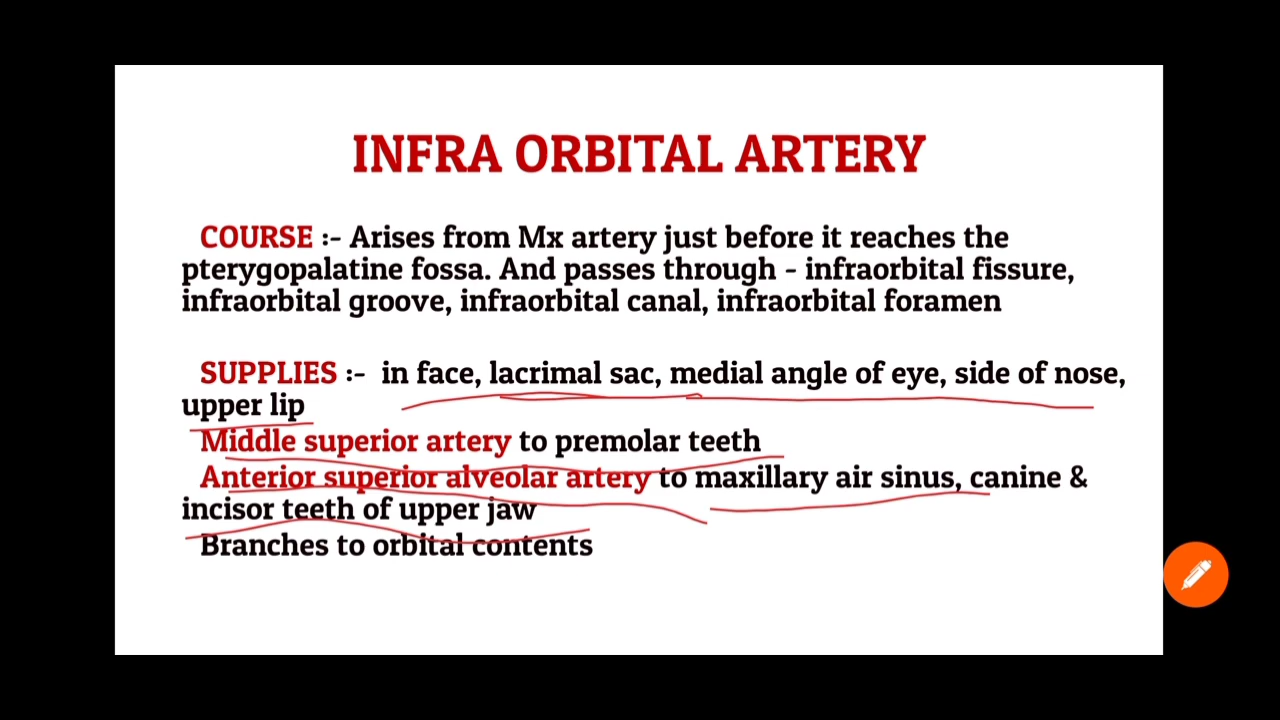 INFRA ORBITAL ARTERY
COURSE :- Arises from Mx artery just before it reaches the
pterygopalatine fossa. And passes through - infraorbital fissure,
infraorbital groove, infraorbital canal, infraorbital foramen
SUPPLIES :- in face, lacrimal sac, medial angle of eye, side of nose,
upper lip
Middle superior artery to premolar teeth
Anterior superior alveolar artery to maxillary air sinus, canine &
incisor teeth of upper jaw
Branches to orbital contents